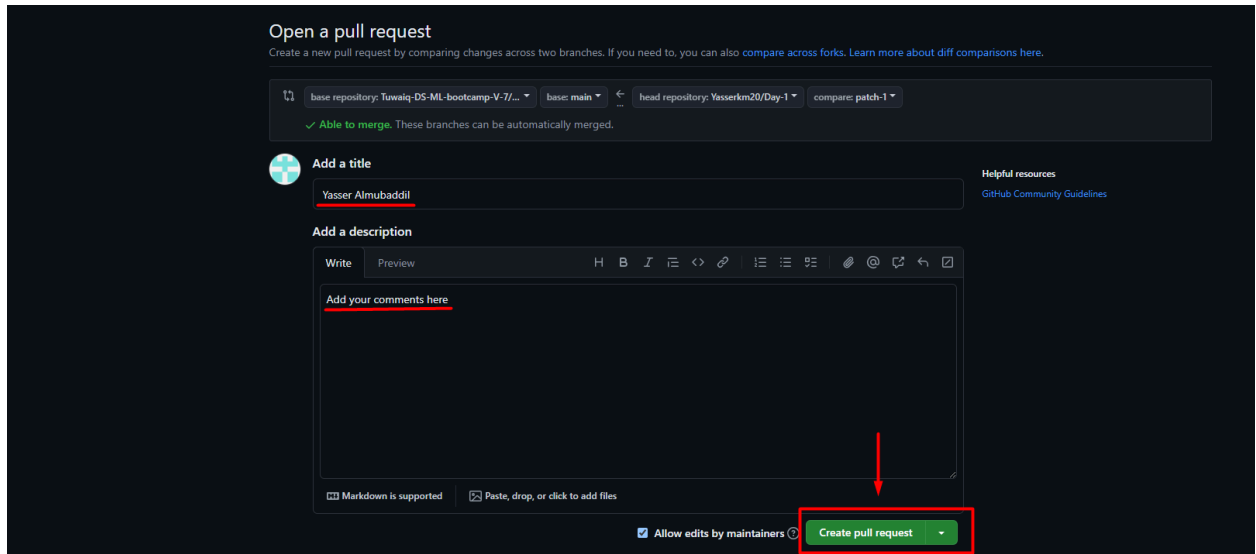 Open a pull request
Create a new pull request by comparing changes across two branches. If you need to, you can also compare across forks. Learn more about diff comparisons here.
base repository: Tuwaiq-DS-ML-bootcamp-V-7/... base: main ← ... head repository: Yasserkm20/Day-1 compare: patch-1
✓ Able to merge. These branches can be automatically merged.
Add a title
Helpful resources
Yasser Almubaddil
GitHub Community Guidelines
Add a description
Write Preview H B I
Add your comments here
Markdown is supported Paste, drop, or click to add files
Allow edits by maintainers ? Create pull request